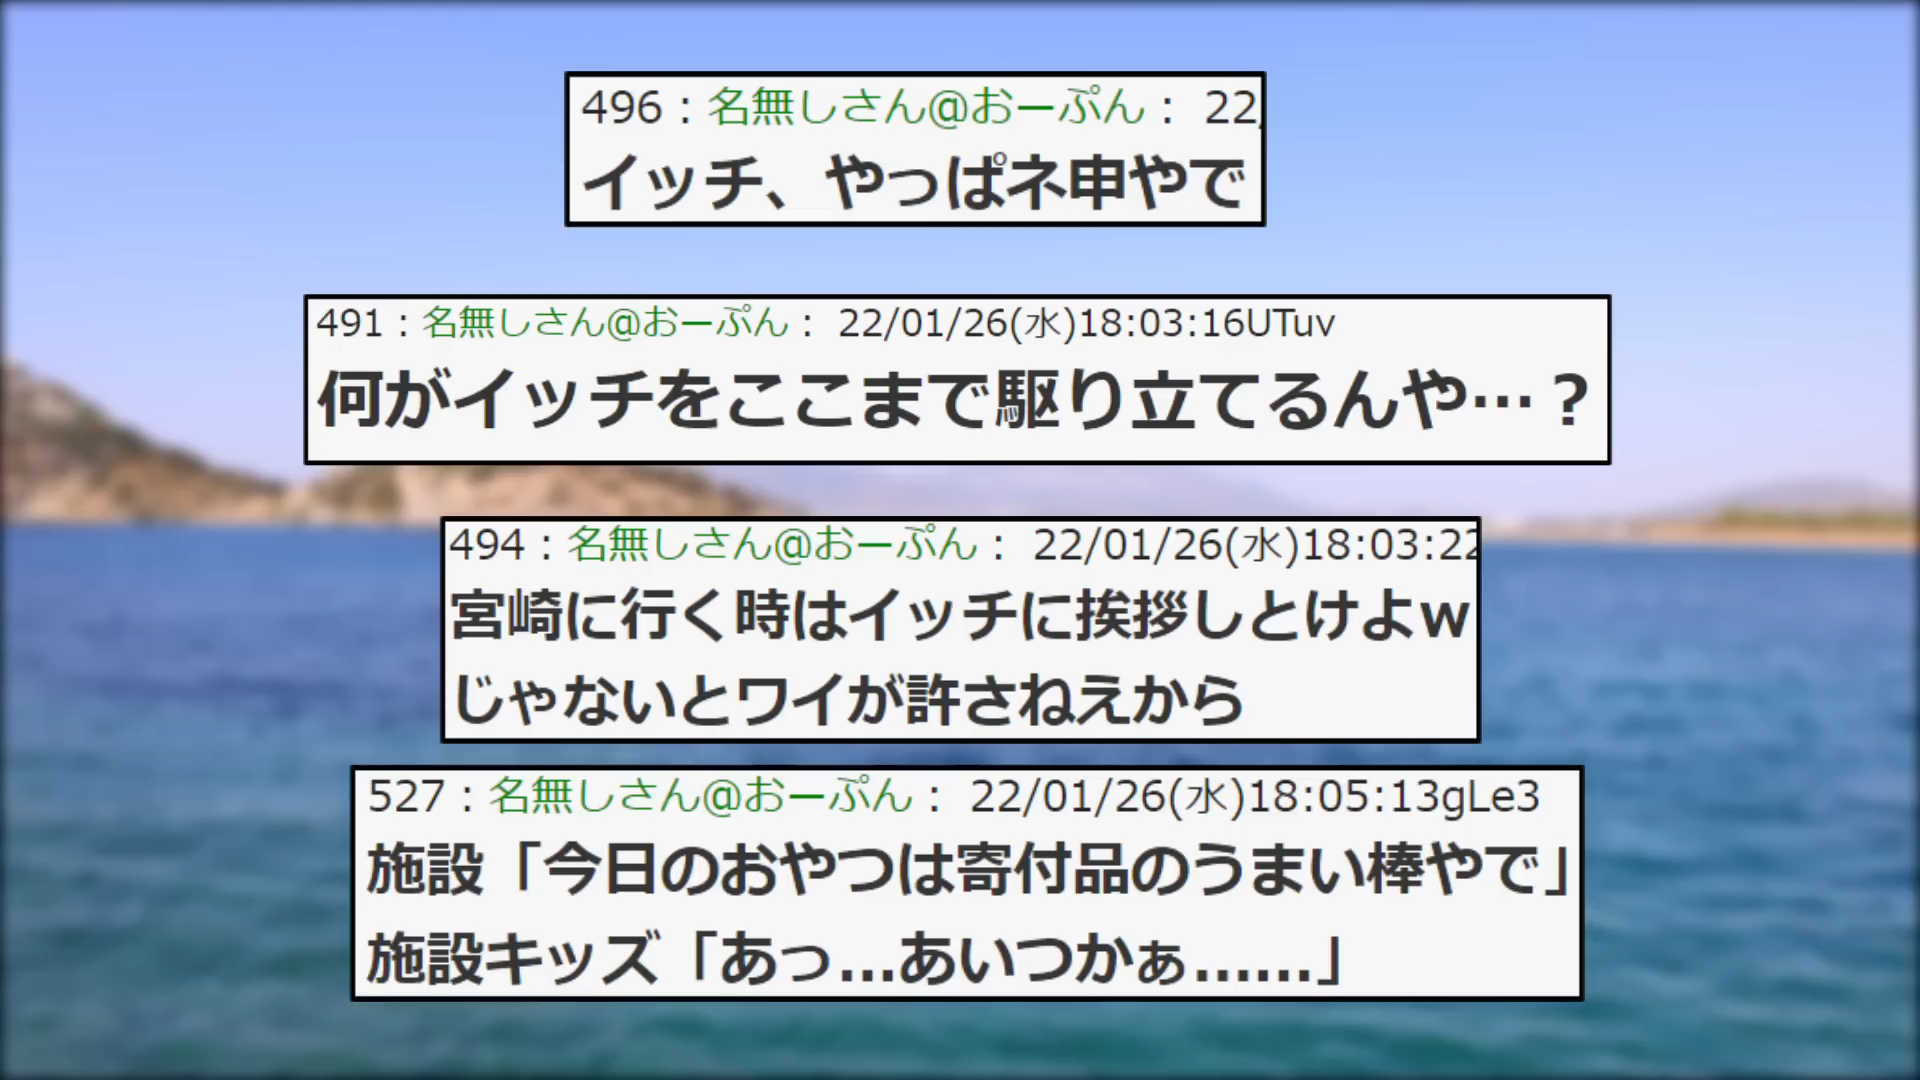 496：名無しさん@おーぷん： 22/
イッチ、やっぱネ申やで
491：名無しさん@おーぷん： 22/01/26(水)18:03:16UTuv
何がイッチをここまで駆り立てるんや…？
494：名無しさん@おーぷん： 22/01/26(水)18:03:22
宮崎に行く時はイッチに挨拶しとけよw
じゃないとワイが許さねえから
527：名無しさん@おーぷん： 22/01/26(水)18:05:13gLe3
施設「今日のおやつは寄付品のうまい棒やで」
施設キッズ「あっ...あいつかぁ......」